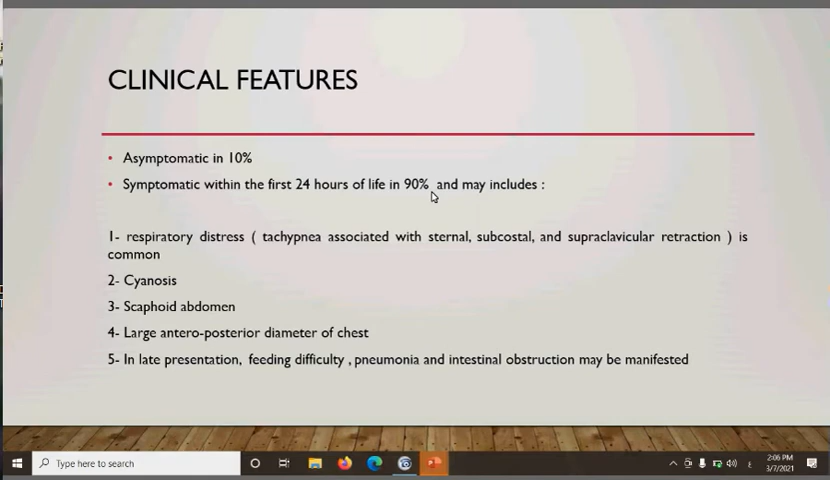 CLINICAL FEATURES
• Asymptomatic in 10%
• Symptomatic within the first 24 hours of life in 90% and may includes :
1- respiratory distress ( tachypnea associated with sternal, subcostal, and supraclavicular retraction ) is
common
2- Cyanosis
3- Scaphoid abdomen
4- Large antero-posterior diameter of chest
5- In late presentation, feeding difficulty , pneumonia and intestinal obstruction may be manifested
Type here to search
2:06 PM
3/7/2021